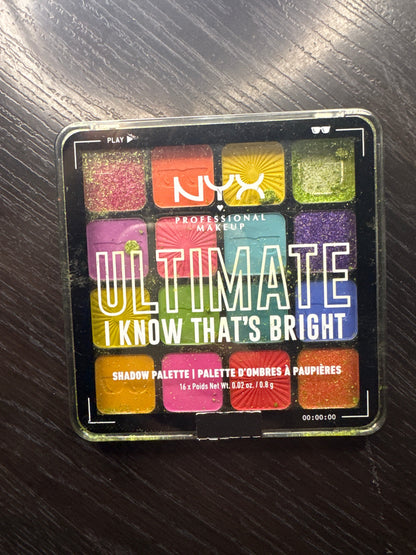 PLAY ▶
NYX
PROFESSIONAL
MAKEUP
ULTIMATE
I KNOW THAT'S BRIGHT
SHADOW PALETTE | PALETTE D'OMBRES À PAUPIÈRES
16 x Poids Net Wt. 0.02 oz. / 0.8 g
00:00:00